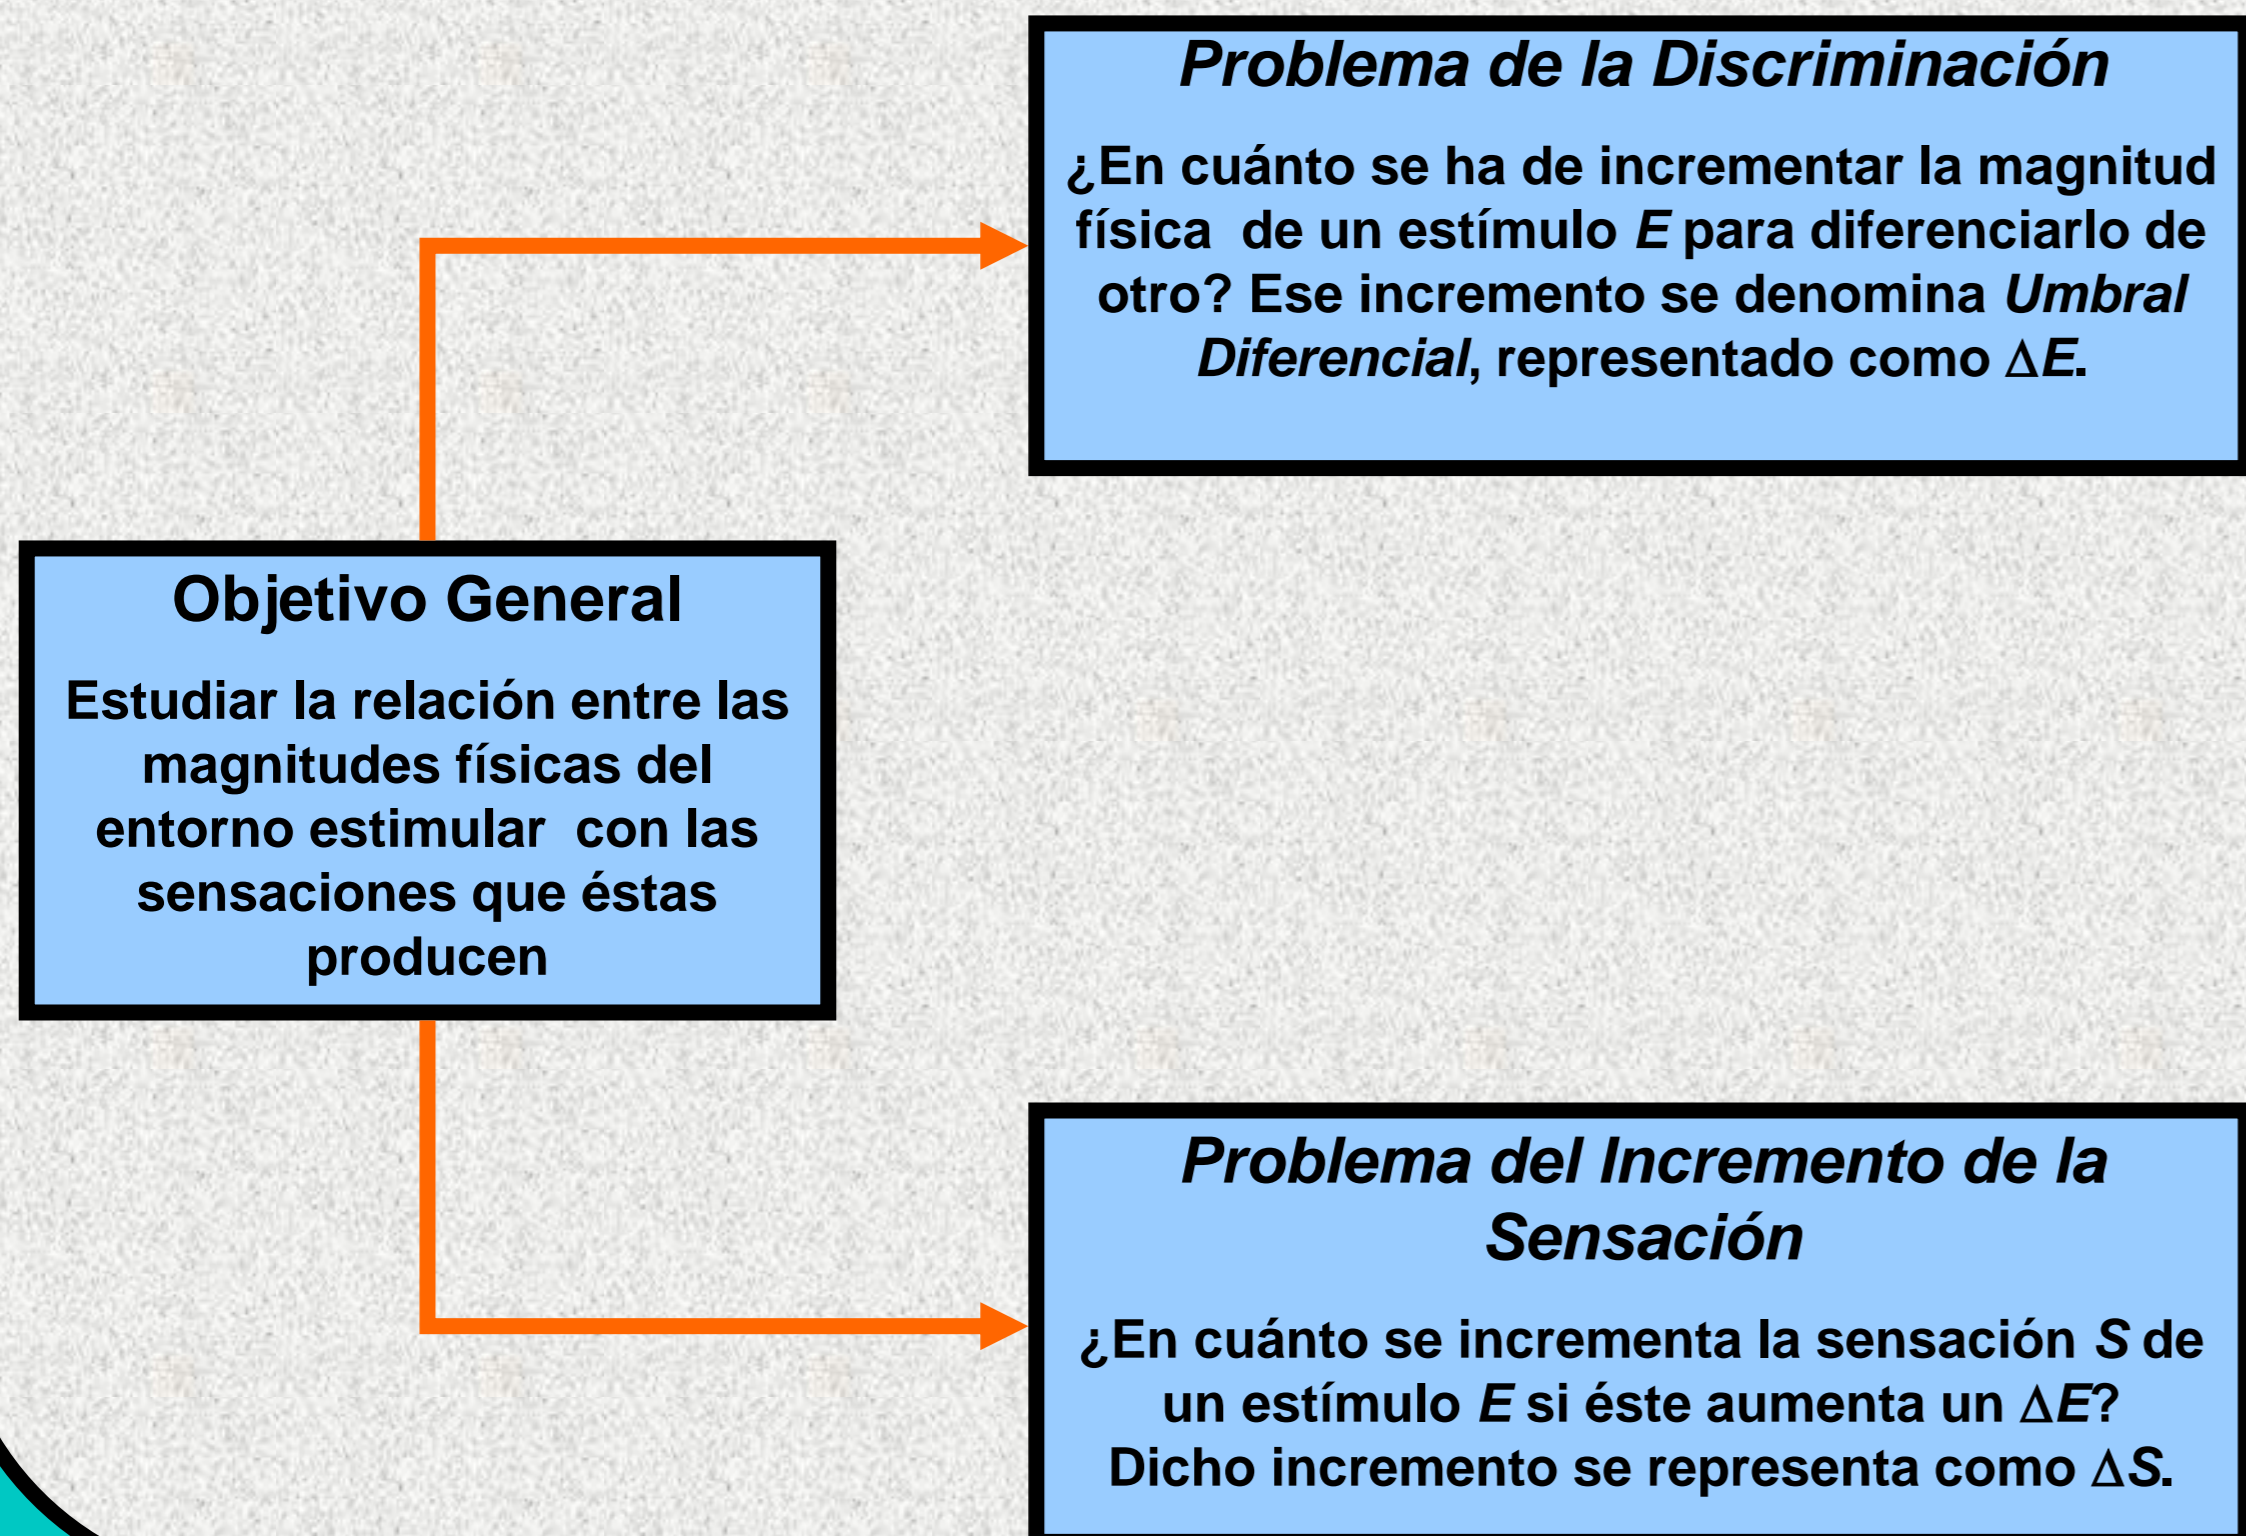 Problema de la Discriminación
¿En cuánto se ha de incrementar la magnitud
física de un estímulo E para diferenciarlo de
otro? Ese incremento se denomina Umbral
Diferencial, representado como ΔE.
Objetivo General
Estudiar la relación entre las
magnitudes físicas del
entorno estimular con las
sensaciones que éstas
producen
Problema del Incremento de la
Sensación
¿En cuánto se incrementa la sensación S de
un estímulo E si éste aumenta un ΔE?
Dicho incremento se representa como ΔS.